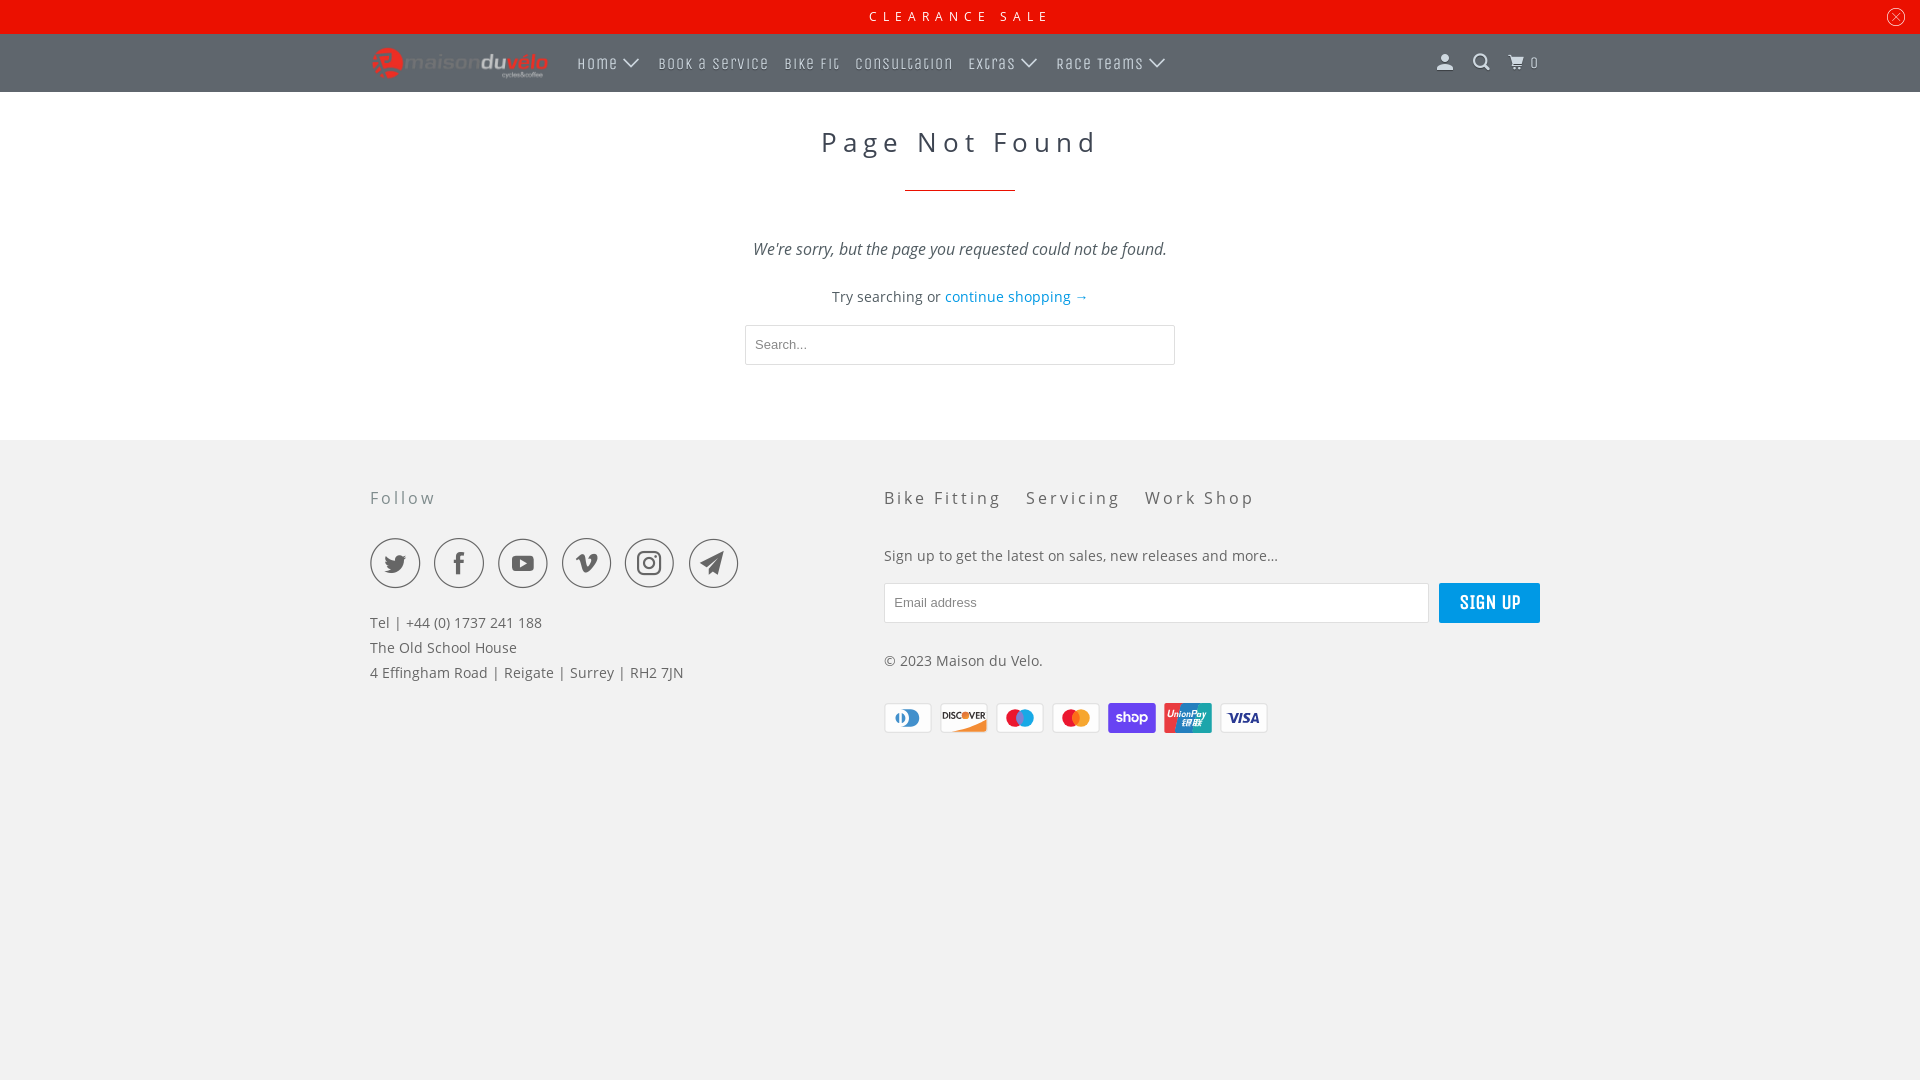 CLEARANCE SALE
maisonduvélo
cycles&coffee
Home Book a Service Bike Fit Consultation Extras Race Teams 0
Page Not Found
We're sorry, but the page you requested could not be found.
Try searching or continue shopping →
Search...
Follow
Tel | +44 (0) 1737 241 188
The Old School House
4 Effingham Road | Reigate | Surrey | RH2 7JN
Bike Fitting Servicing Work Shop
Sign up to get the latest on sales, new releases and more...
Email address SIGN UP
© 2023 Maison du Velo.
DISCOVER shop UnionPay 银联 VISA